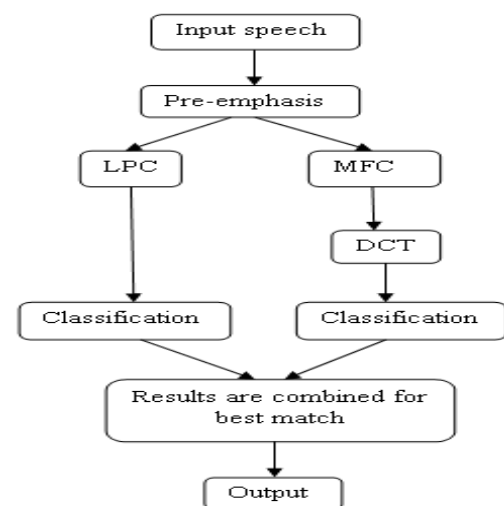 Input speech
Pre-emphasis
LPC
MFC
DCT
Classification
Classification
Results are combined for
best match
Output